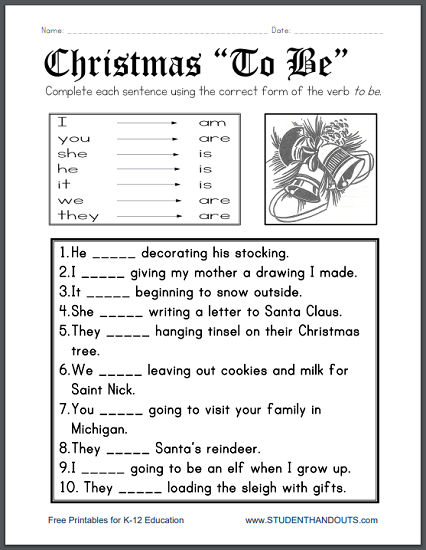 Name: ______________________________ Date: ______________
Christmas “To Be”
Complete each sentence using the correct form of the verb to be.
I → am
you → are
she → is
he → is
it → is
we → are
they → are
1.He _____ decorating his stocking.
2.I _____ giving my mother a drawing I made.
3.It _____ beginning to snow outside.
4.She _____ writing a letter to Santa Claus.
5.They _____ hanging tinsel on their Christmas
tree.
6.We _____ leaving out cookies and milk for
Saint Nick.
7.You _____ going to visit your family in
Michigan.
8.They _____ Santa's reindeer.
9.I _____ going to be an elf when I grow up.
10. They _____ loading the sleigh with gifts.
Free Printables for K-12 Education www.STUDENTHANDOUTS.com